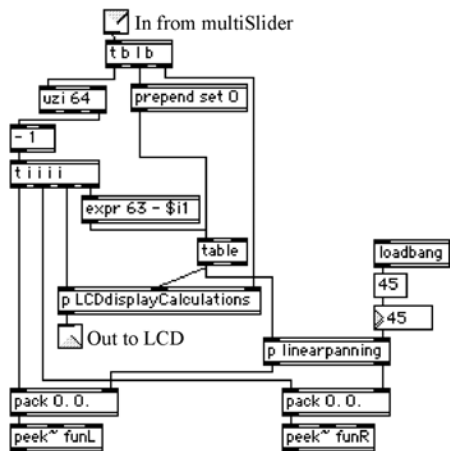 In from multiSlider
t b l b
uzi 64
prepend set 0
- 1
t i i i i
expr 63 - $i1
table
loadbang
p LCDdisplayCalculations
45
45
Out to LCD
p linearpanning
pack 0. 0.
pack 0. 0.
peek~ funL
peek~ funR